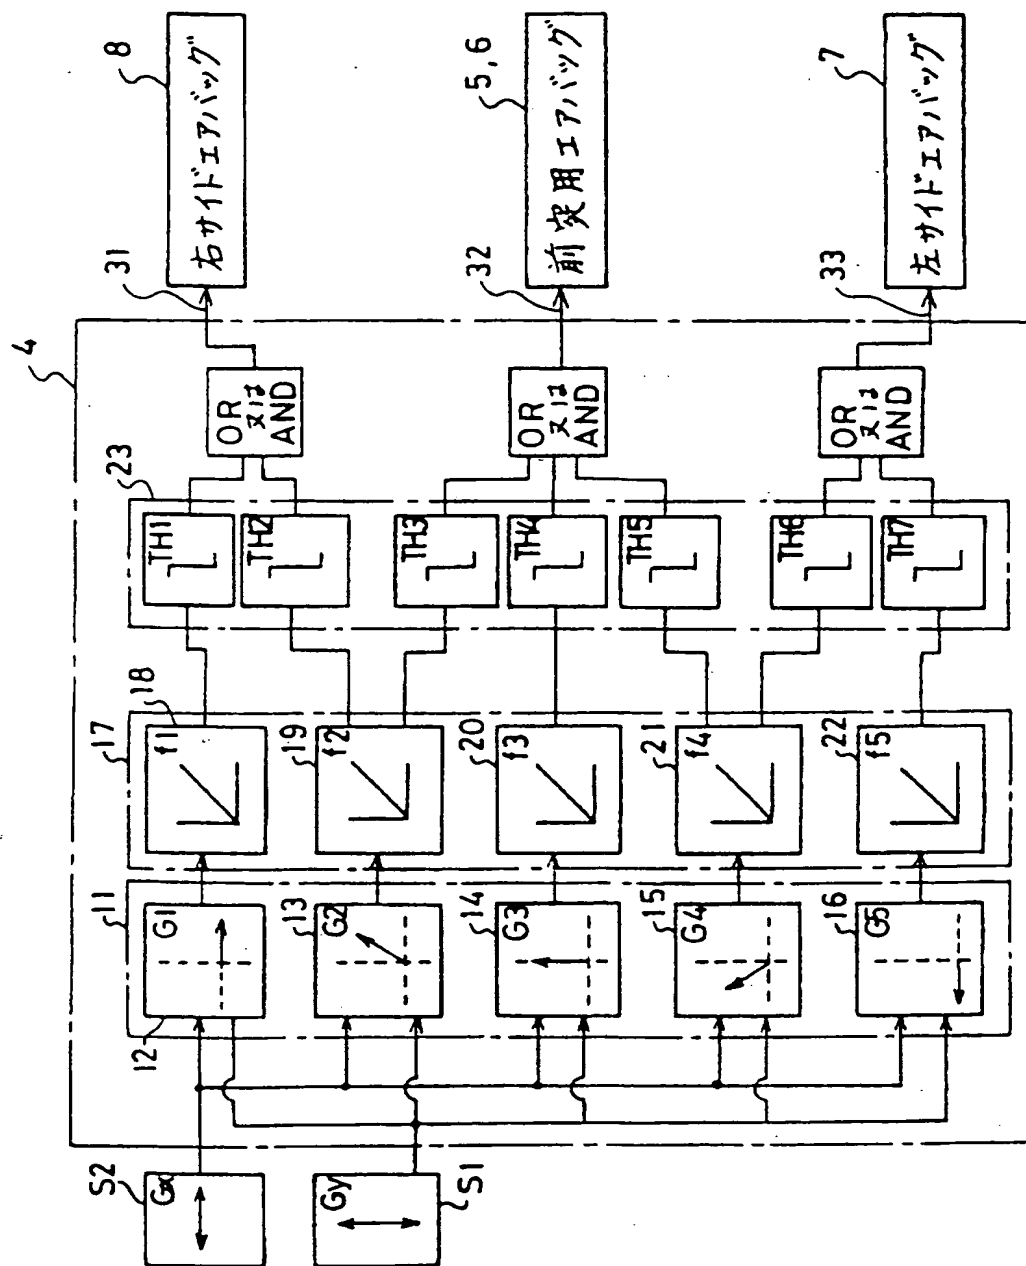 S2
Gx
Gy
S1
4
11
12
G1
13
G2
14
G3
15
G4
16
G5
17
18
f1
19
f2
20
f3
21
f4
22
f5
23
TH1
TH2
TH3
TH4
TH5
TH6
TH7
OR
又は
AND
OR
又は
AND
OR
又は
AND
31
8
右サイドエアバッグ
32
5,6
前突用エアバッグ
33
7
左サイドエアバッグ